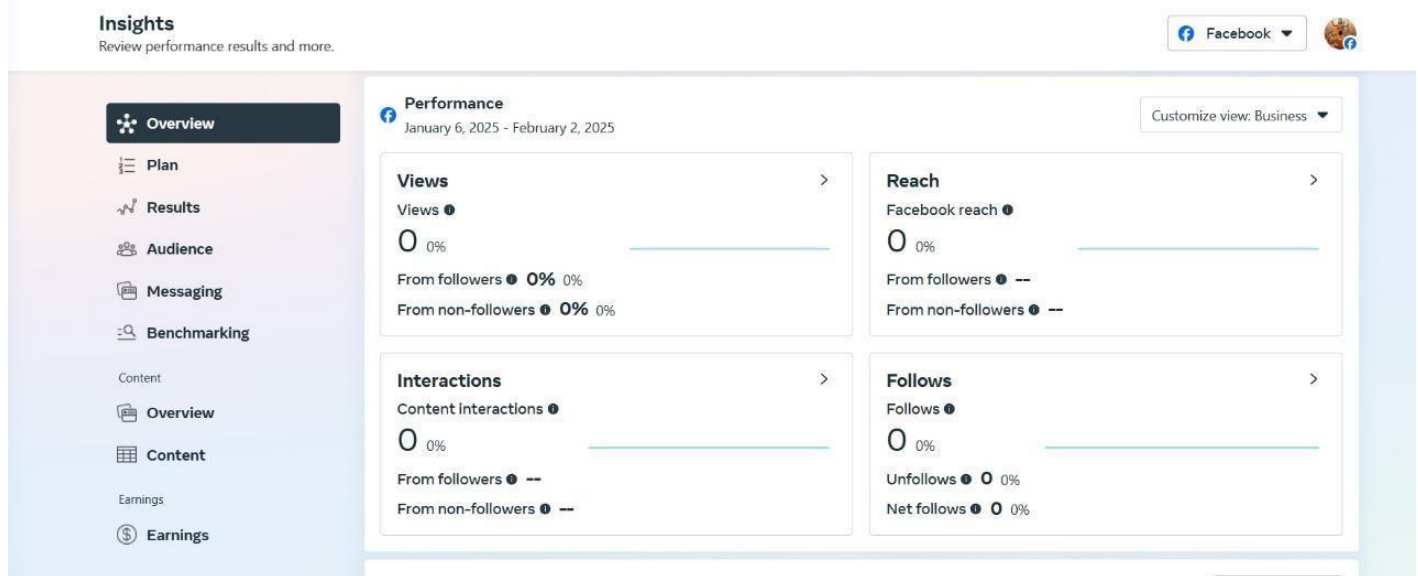 Insights
Review performance results and more.
Facebook
Overview
Plan
Results
Audience
Messaging
Benchmarking
Content
Overview
Content
Earnings
Earnings
Performance
January 6, 2025 - February 2, 2025
Customize view: Business
Views
Views
0 0%
From followers 0% 0%
From non-followers 0% 0%
Reach
Facebook reach
0 0%
From followers --
From non-followers --
Interactions
Content interactions
0 0%
From followers --
From non-followers --
Follows
Follows
0 0%
Unfollows 0 0%
Net follows 0 0%